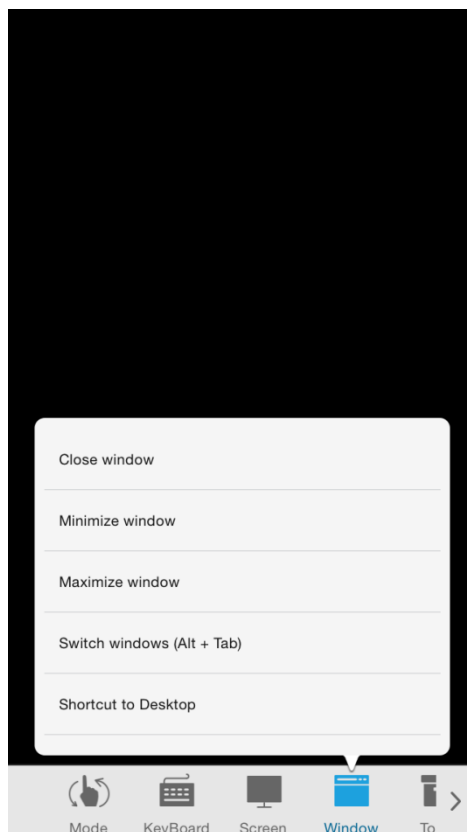 Close window
Minimize window
Maximize window
Switch windows (Alt + Tab)
Shortcut to Desktop
Mode KeyBoard Screen Window To